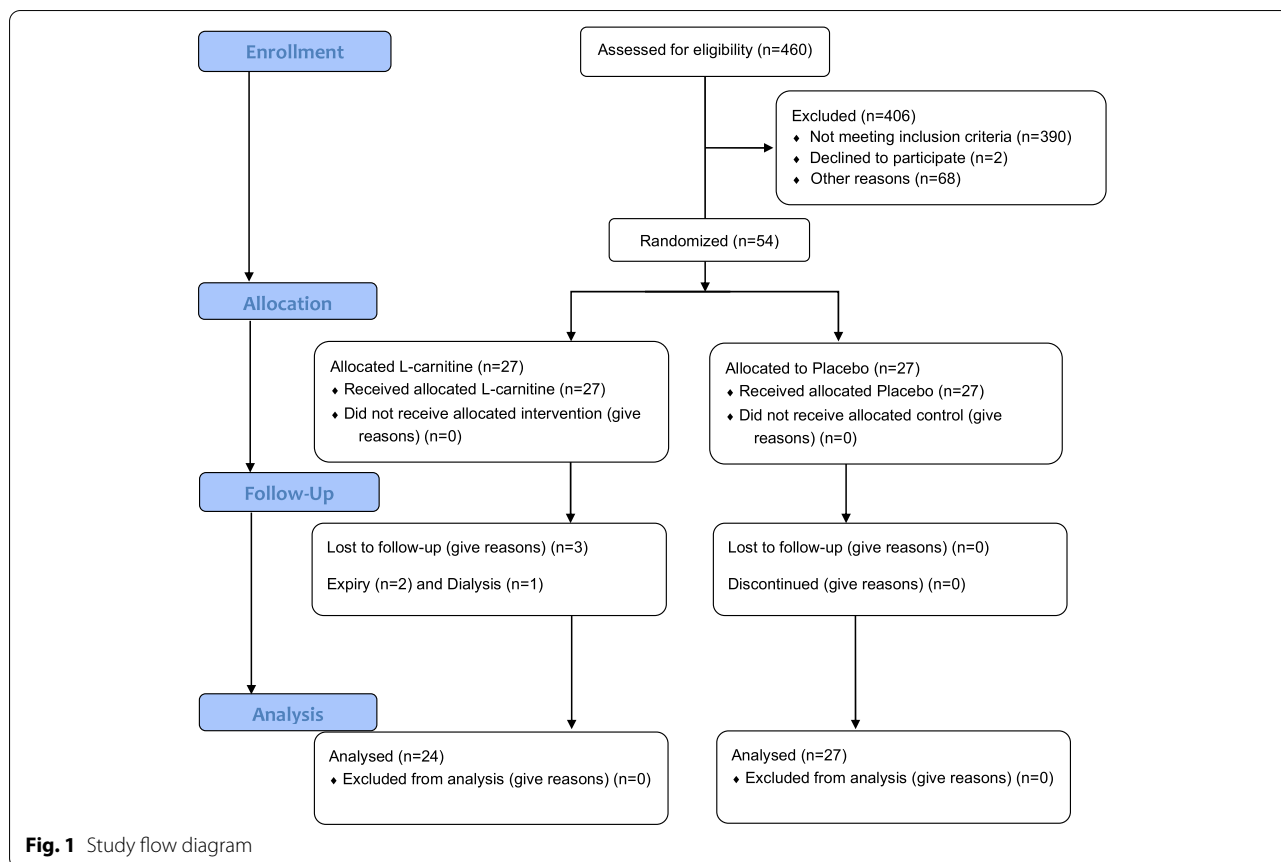 Enrollment
Assessed for eligibility (n=460)
Excluded (n=406)
♦ Not meeting inclusion criteria (n=390)
♦ Declined to participate (n=2)
♦ Other reasons (n=68)
Randomized (n=54)
Allocation
Allocated L-carnitine (n=27)
♦ Received allocated L-carnitine (n=27)
♦ Did not receive allocated intervention (give
reasons) (n=0)
Allocated to Placebo (n=27)
♦ Received allocated Placebo (n=27)
♦ Did not receive allocated control (give
reasons) (n=0)
Follow-Up
Lost to follow-up (give reasons) (n=3)
Expiry (n=2) and Dialysis (n=1)
Lost to follow-up (give reasons) (n=0)
Discontinued (give reasons) (n=0)
Analysis
Analysed (n=24)
♦ Excluded from analysis (give reasons) (n=0)
Analysed (n=27)
♦ Excluded from analysis (give reasons) (n=0)
Fig. 1 Study flow diagram